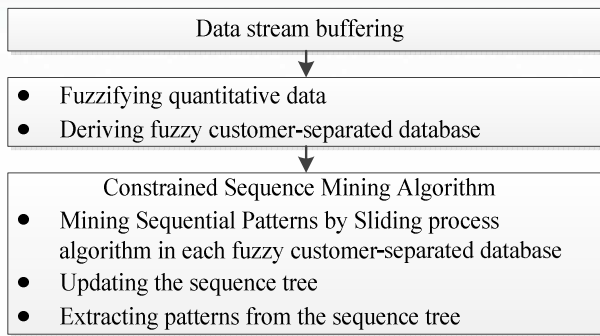 Data stream buffering
● Fuzzifying quantitative data
● Deriving fuzzy customer-separated database
Constrained Sequence Mining Algorithm
● Mining Sequential Patterns by Sliding process
algorithm in each fuzzy customer-separated database
● Updating the sequence tree
● Extracting patterns from the sequence tree